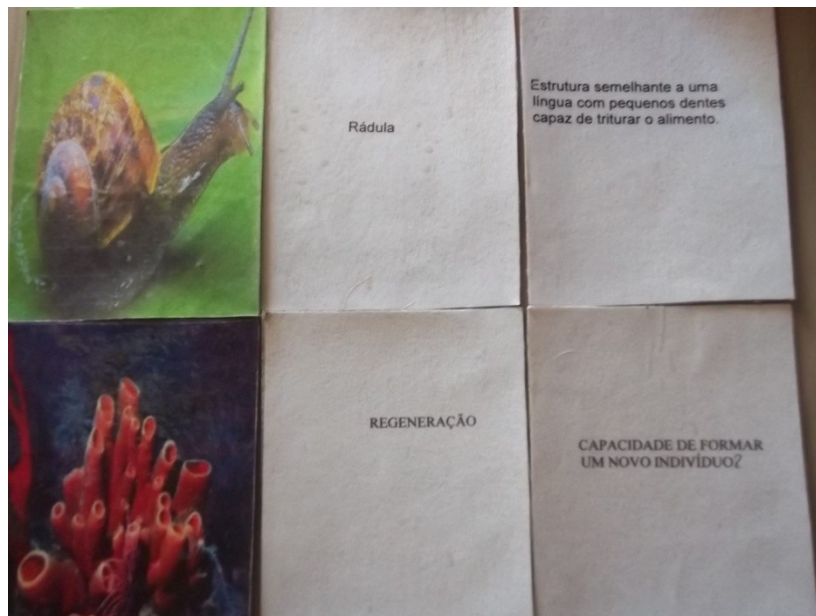 Rádula
Estrutura semelhante a uma
língua com pequenos dentes
capaz de triturar o alimento.
REGENERAÇÃO
CAPACIDADE DE FORMAR
UM NOVO INDIVÍDUO?